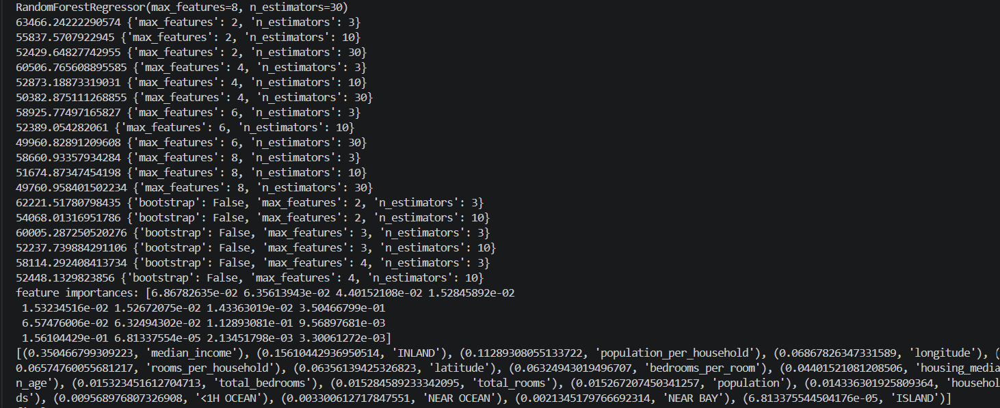 RandomForestRegressor(max_features=8, n_estimators=30)
63466.24222290574 {'max_features': 2, 'n_estimators': 3}
55837.5707922945 {'max_features': 2, 'n_estimators': 10}
52429.64827742955 {'max_features': 2, 'n_estimators': 30}
60506.765608895585 {'max_features': 4, 'n_estimators': 3}
52873.18873319031 {'max_features': 4, 'n_estimators': 10}
50382.875111268855 {'max_features': 4, 'n_estimators': 30}
58925.77497165827 {'max_features': 6, 'n_estimators': 3}
52389.054282061 {'max_features': 6, 'n_estimators': 10}
49960.82891209608 {'max_features': 6, 'n_estimators': 30}
58660.93357934284 {'max_features': 8, 'n_estimators': 3}
51674.87347454198 {'max_features': 8, 'n_estimators': 10}
49760.958401502234 {'max_features': 8, 'n_estimators': 30}
62221.51780798435 {'bootstrap': False, 'max_features': 2, 'n_estimators': 3}
54068.01316951786 {'bootstrap': False, 'max_features': 2, 'n_estimators': 10}
60005.287250520276 {'bootstrap': False, 'max_features': 3, 'n_estimators': 3}
52237.739884291106 {'bootstrap': False, 'max_features': 3, 'n_estimators': 10}
58114.292408413734 {'bootstrap': False, 'max_features': 4, 'n_estimators': 3}
52448.1329823856 {'bootstrap': False, 'max_features': 4, 'n_estimators': 10}
feature importances: [6.86782635e-02 6.35613943e-02 4.40152108e-02 1.52845892e-02
1.53234516e-02 1.52672075e-02 1.43363019e-02 3.50466799e-01
6.57476006e-02 6.32494302e-02 1.12893081e-01 9.56897681e-03
1.56104429e-01 6.81337554e-05 2.13451798e-03 3.30061272e-03]
[(0.350466799309223, 'median_income'), (0.15610442936950514, 'INLAND'), (0.11289308055133722, 'population_per_household'), (0.06867826347331589, 'longitude'), (
0.06574760055681217, 'rooms_per_household'), (0.06356139425326823, 'latitude'), (0.06324943019496707, 'bedrooms_per_room'), (0.04401521081208506, 'housing_media
n_age'), (0.015323451612704713, 'total_bedrooms'), (0.015284589233342095, 'total_rooms'), (0.015267207450341257, 'population'), (0.014336301925809364, 'househol
ds'), (0.009568976807326908, '<1H OCEAN'), (0.003300612717847551, 'NEAR OCEAN'), (0.0021345179766692314, 'NEAR BAY'), (6.813375544504176e-05, 'ISLAND')]